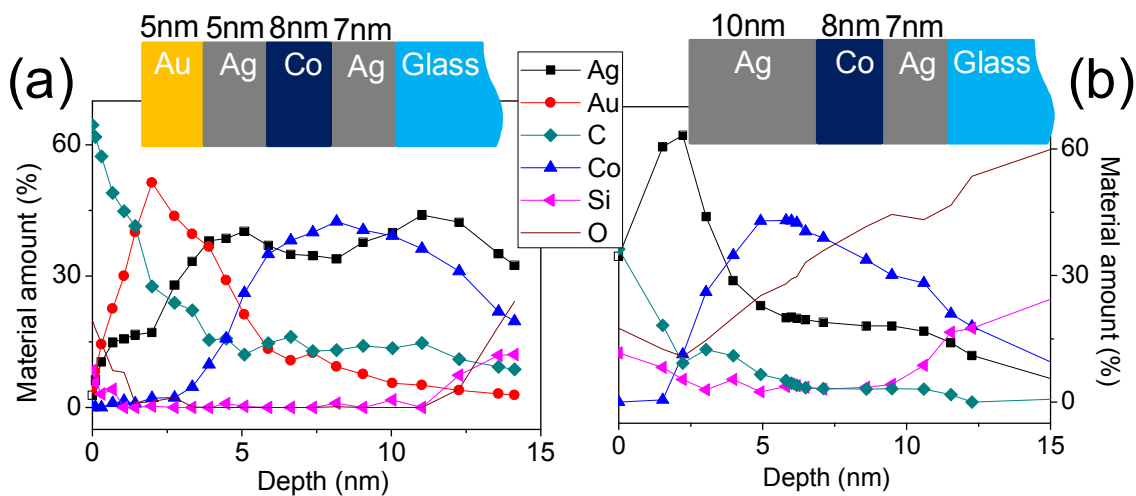 5nm 5nm 8nm 7nm
(a) Au Ag Co Ag Glass
10nm 8nm 7nm
Ag Co Ag Glass (b)
Ag
Au
C
Co
Si
O
Material amount (%)
60
30
0
0 5 10 15
Depth (nm)
60
30
0
Material amount (%)
0 5 10 15
Depth (nm)